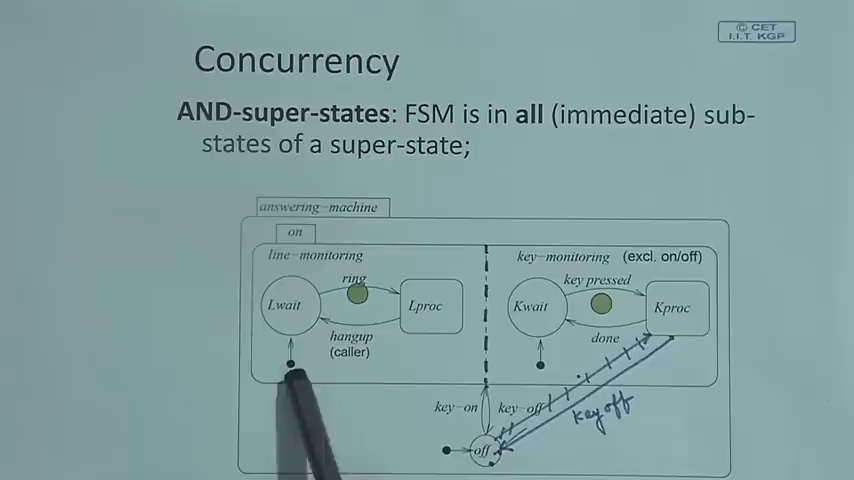 © CET
I.I.T. KGP
Concurrency
AND-super-states: FSM is in all (immediate) sub-
states of a super-state;
answering-machine
on
line-monitoring
key-monitoring (excl. on/off)
ring
key pressed
Lwait
Lproc
Kwait
Kproc
hangup
(caller)
done
key-on
key-off
key off
off